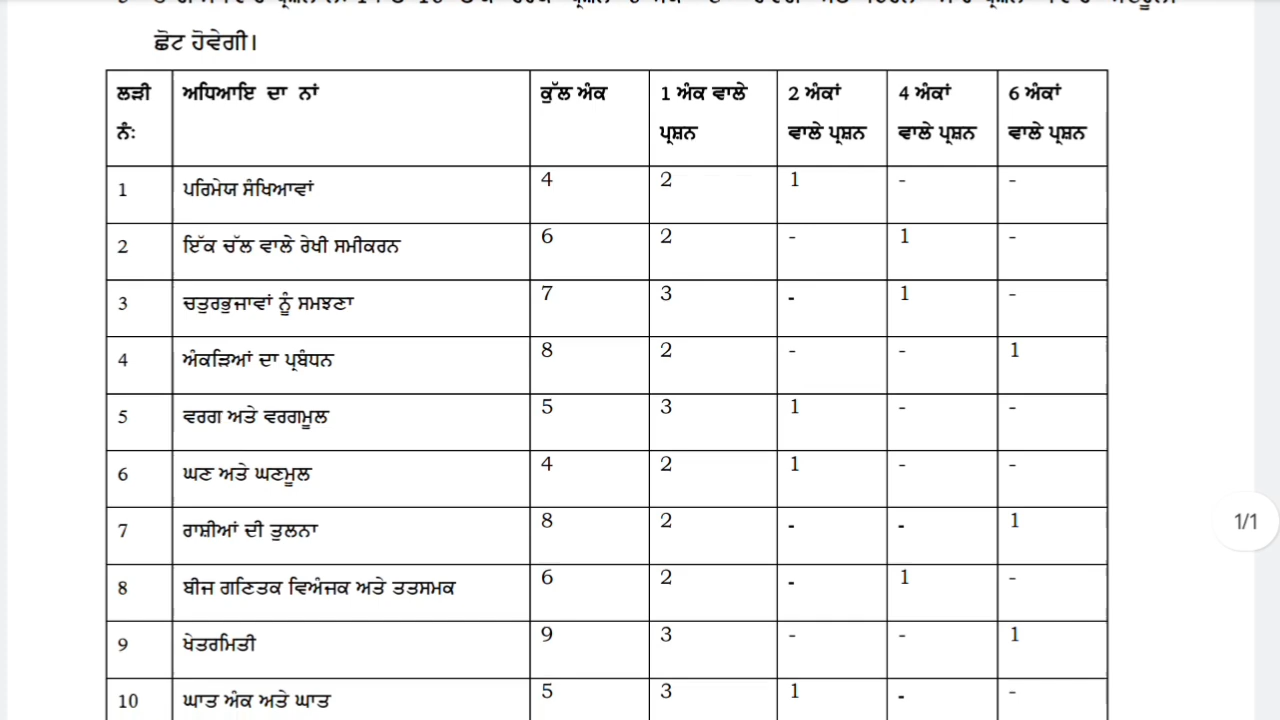 ਛੋਟ ਹੋਵੇਗੀ।
ਲੜੀ ਨੰ: ਅਧਿਆਇ ਦਾ ਨਾਂ ਕੁੱਲ ਅੰਕ 1 ਅੰਕ ਵਾਲੇ ਪ੍ਰਸ਼ਨ 2 ਅੰਕਾਂ ਵਾਲੇ ਪ੍ਰਸ਼ਨ 4 ਅੰਕਾਂ ਵਾਲੇ ਪ੍ਰਸ਼ਨ 6 ਅੰਕਾਂ ਵਾਲੇ ਪ੍ਰਸ਼ਨ
1 ਪਰਿਮੇਯ ਸੰਖਿਆਵਾਂ 4 2 1 - -
2 ਇੱਕ ਚੱਲ ਵਾਲੇ ਰੇਖੀ ਸਮੀਕਰਨ 6 2 - 1 -
3 ਚਤੁਰਭੁਜਾਵਾਂ ਨੂੰ ਸਮਝਣਾ 7 3 - 1 -
4 ਅੰਕੜਿਆਂ ਦਾ ਪ੍ਰਬੰਧਨ 8 2 - - 1
5 ਵਰਗ ਅਤੇ ਵਰਗਮੂਲ 5 3 1 - -
6 ਘਣ ਅਤੇ ਘਣਮੂਲ 4 2 1 - -
7 ਰਾਸ਼ੀਆਂ ਦੀ ਤੁਲਨਾ 8 2 - - 1
8 ਬੀਜ ਗਣਿਤਕ ਵਿਅੰਜਕ ਅਤੇ ਤਤਸਮਕ 6 2 - 1 -
9 ਖੇਤਰਮਿਤੀ 9 3 - - 1
10 ਘਾਤ ਅੰਕ ਅਤੇ ਘਾਤ 5 3 1 - -
1/1